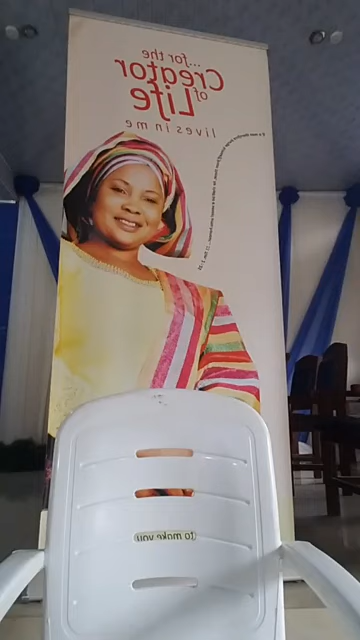 ...for the
Creator
of
Life
lives in me
to make you